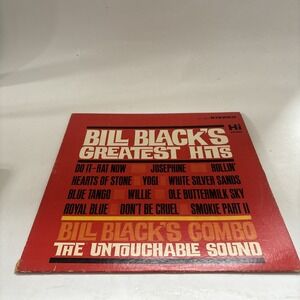 STEREO
Hi
BILL BLACK'S
GREATEST HITS
DO IT-RAT NOW JOSEPHINE ROLLIN'
HEARTS OF STONE YOGI WHITE SILVER SANDS
BLUE TANGO WILLIE OLE BUTTERMILK SKY
ROYAL BLUE DON'T BE CRUEL SMOKIE PART II
BILL BLACK'S COMBO
THE UNTOUCHABLE SOUND